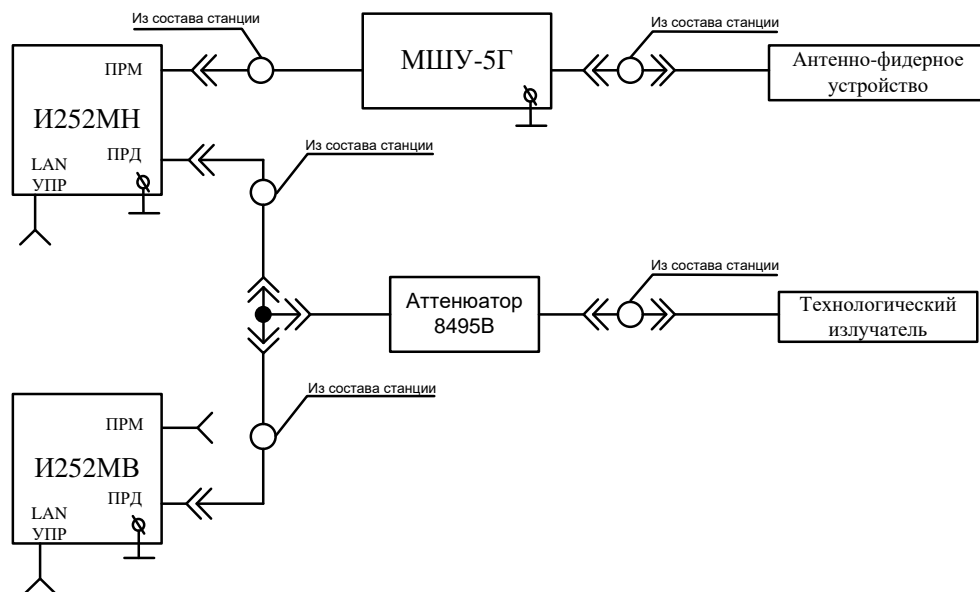 Из состава станции
Из состава станции
МШУ-5Г
Антенно-фидерное
устройство
ПРМ
И252МН
ПРД
LAN
УПР
Из состава станции
Из состава станции
Аттенюатор
8495В
Технологический
излучатель
Из состава станции
ПРМ
И252МВ
ПРД
LAN
УПР